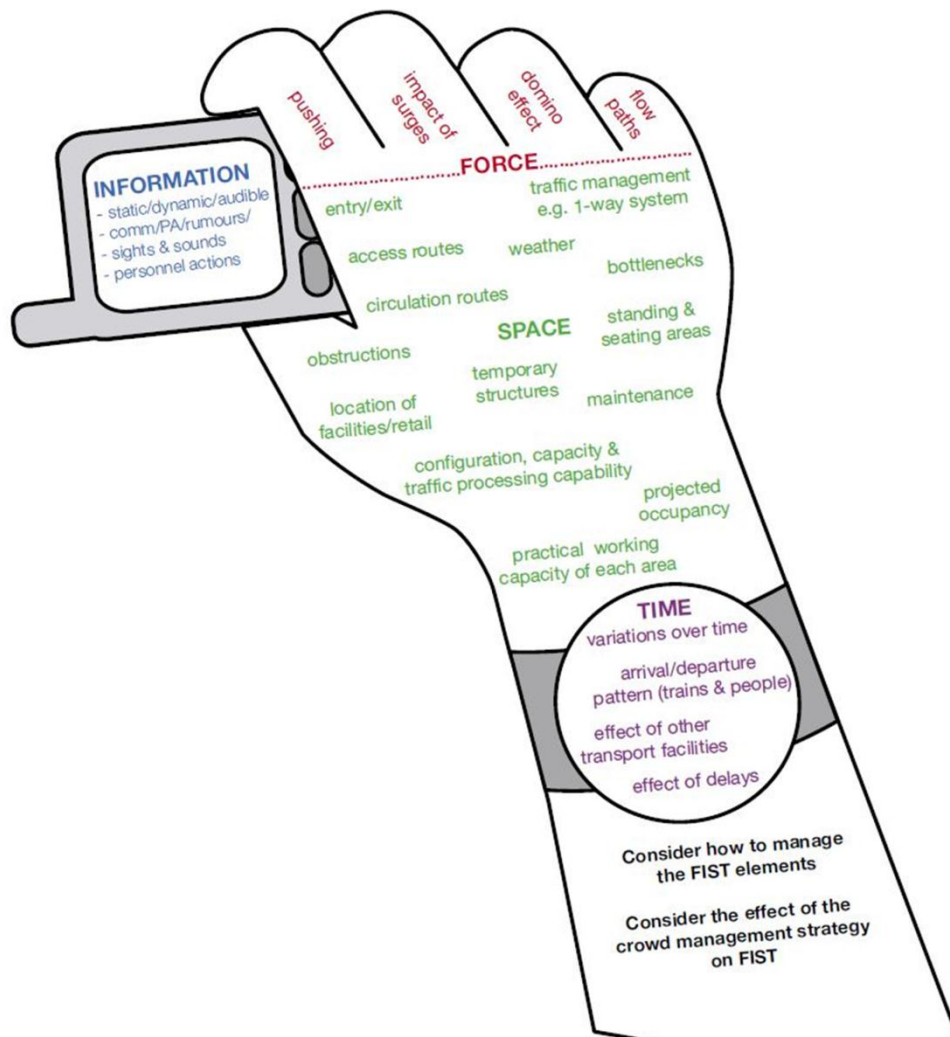 pushing
impact of
surges
domino
effect
flow
paths
FORCE
INFORMATION
- static/dynamic/audible
- comm/PA/rumours/
- sights & sounds
- personnel actions
entry/exit
traffic management
e.g. 1-way system
access routes
weather
bottlenecks
circulation routes
SPACE
standing &
seating areas
obstructions
temporary
structures
maintenance
location of
facilities/retail
configuration, capacity &
traffic processing capability
projected
occupancy
practical working
capacity of each area
TIME
variations over time
arrival/departure
pattern (trains & people)
effect of other
transport facilities
effect of delays
Consider how to manage
the FIST elements
Consider the effect of the
crowd management strategy
on FIST